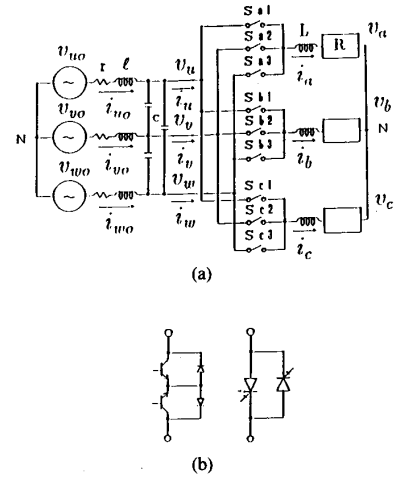 v_uo r ℓ v_u S a 1 L R v_a
S a 2
i_uo i_u S a 3 i_a
c
v_vo v_v S b 1 v_b
N S b 2 N
i_vo i_v S b 3 i_b
v_wo v_w S c 1 v_c
S c 2
i_wo i_w S c 3 i_c
(a)
(b)